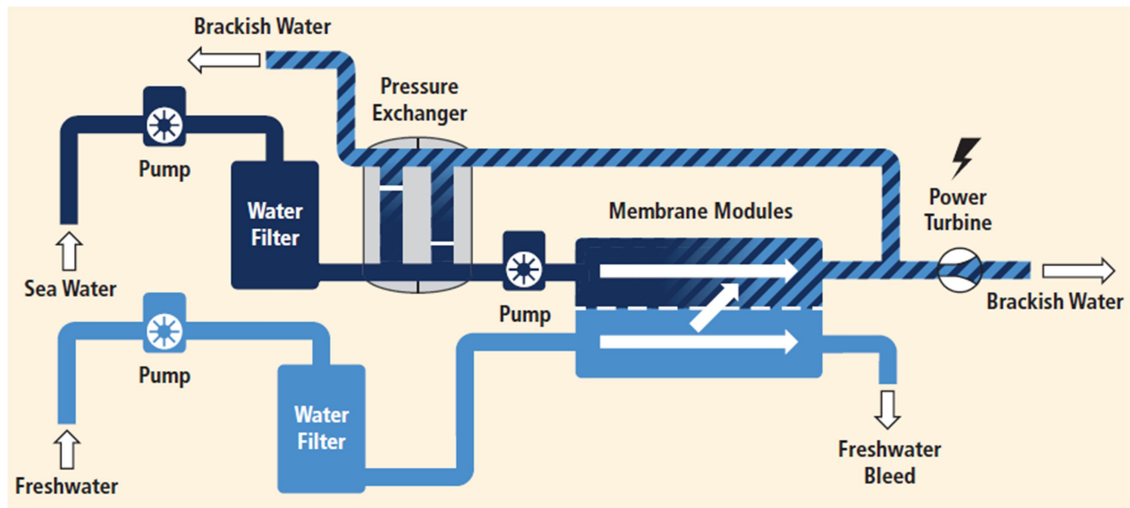 Brackish Water
Pressure
Exchanger
Pump
Water
Filter
Sea Water
Membrane Modules
Power
Turbine
Pump
Brackish Water
Pump
Water
Filter
Freshwater
Freshwater
Bleed